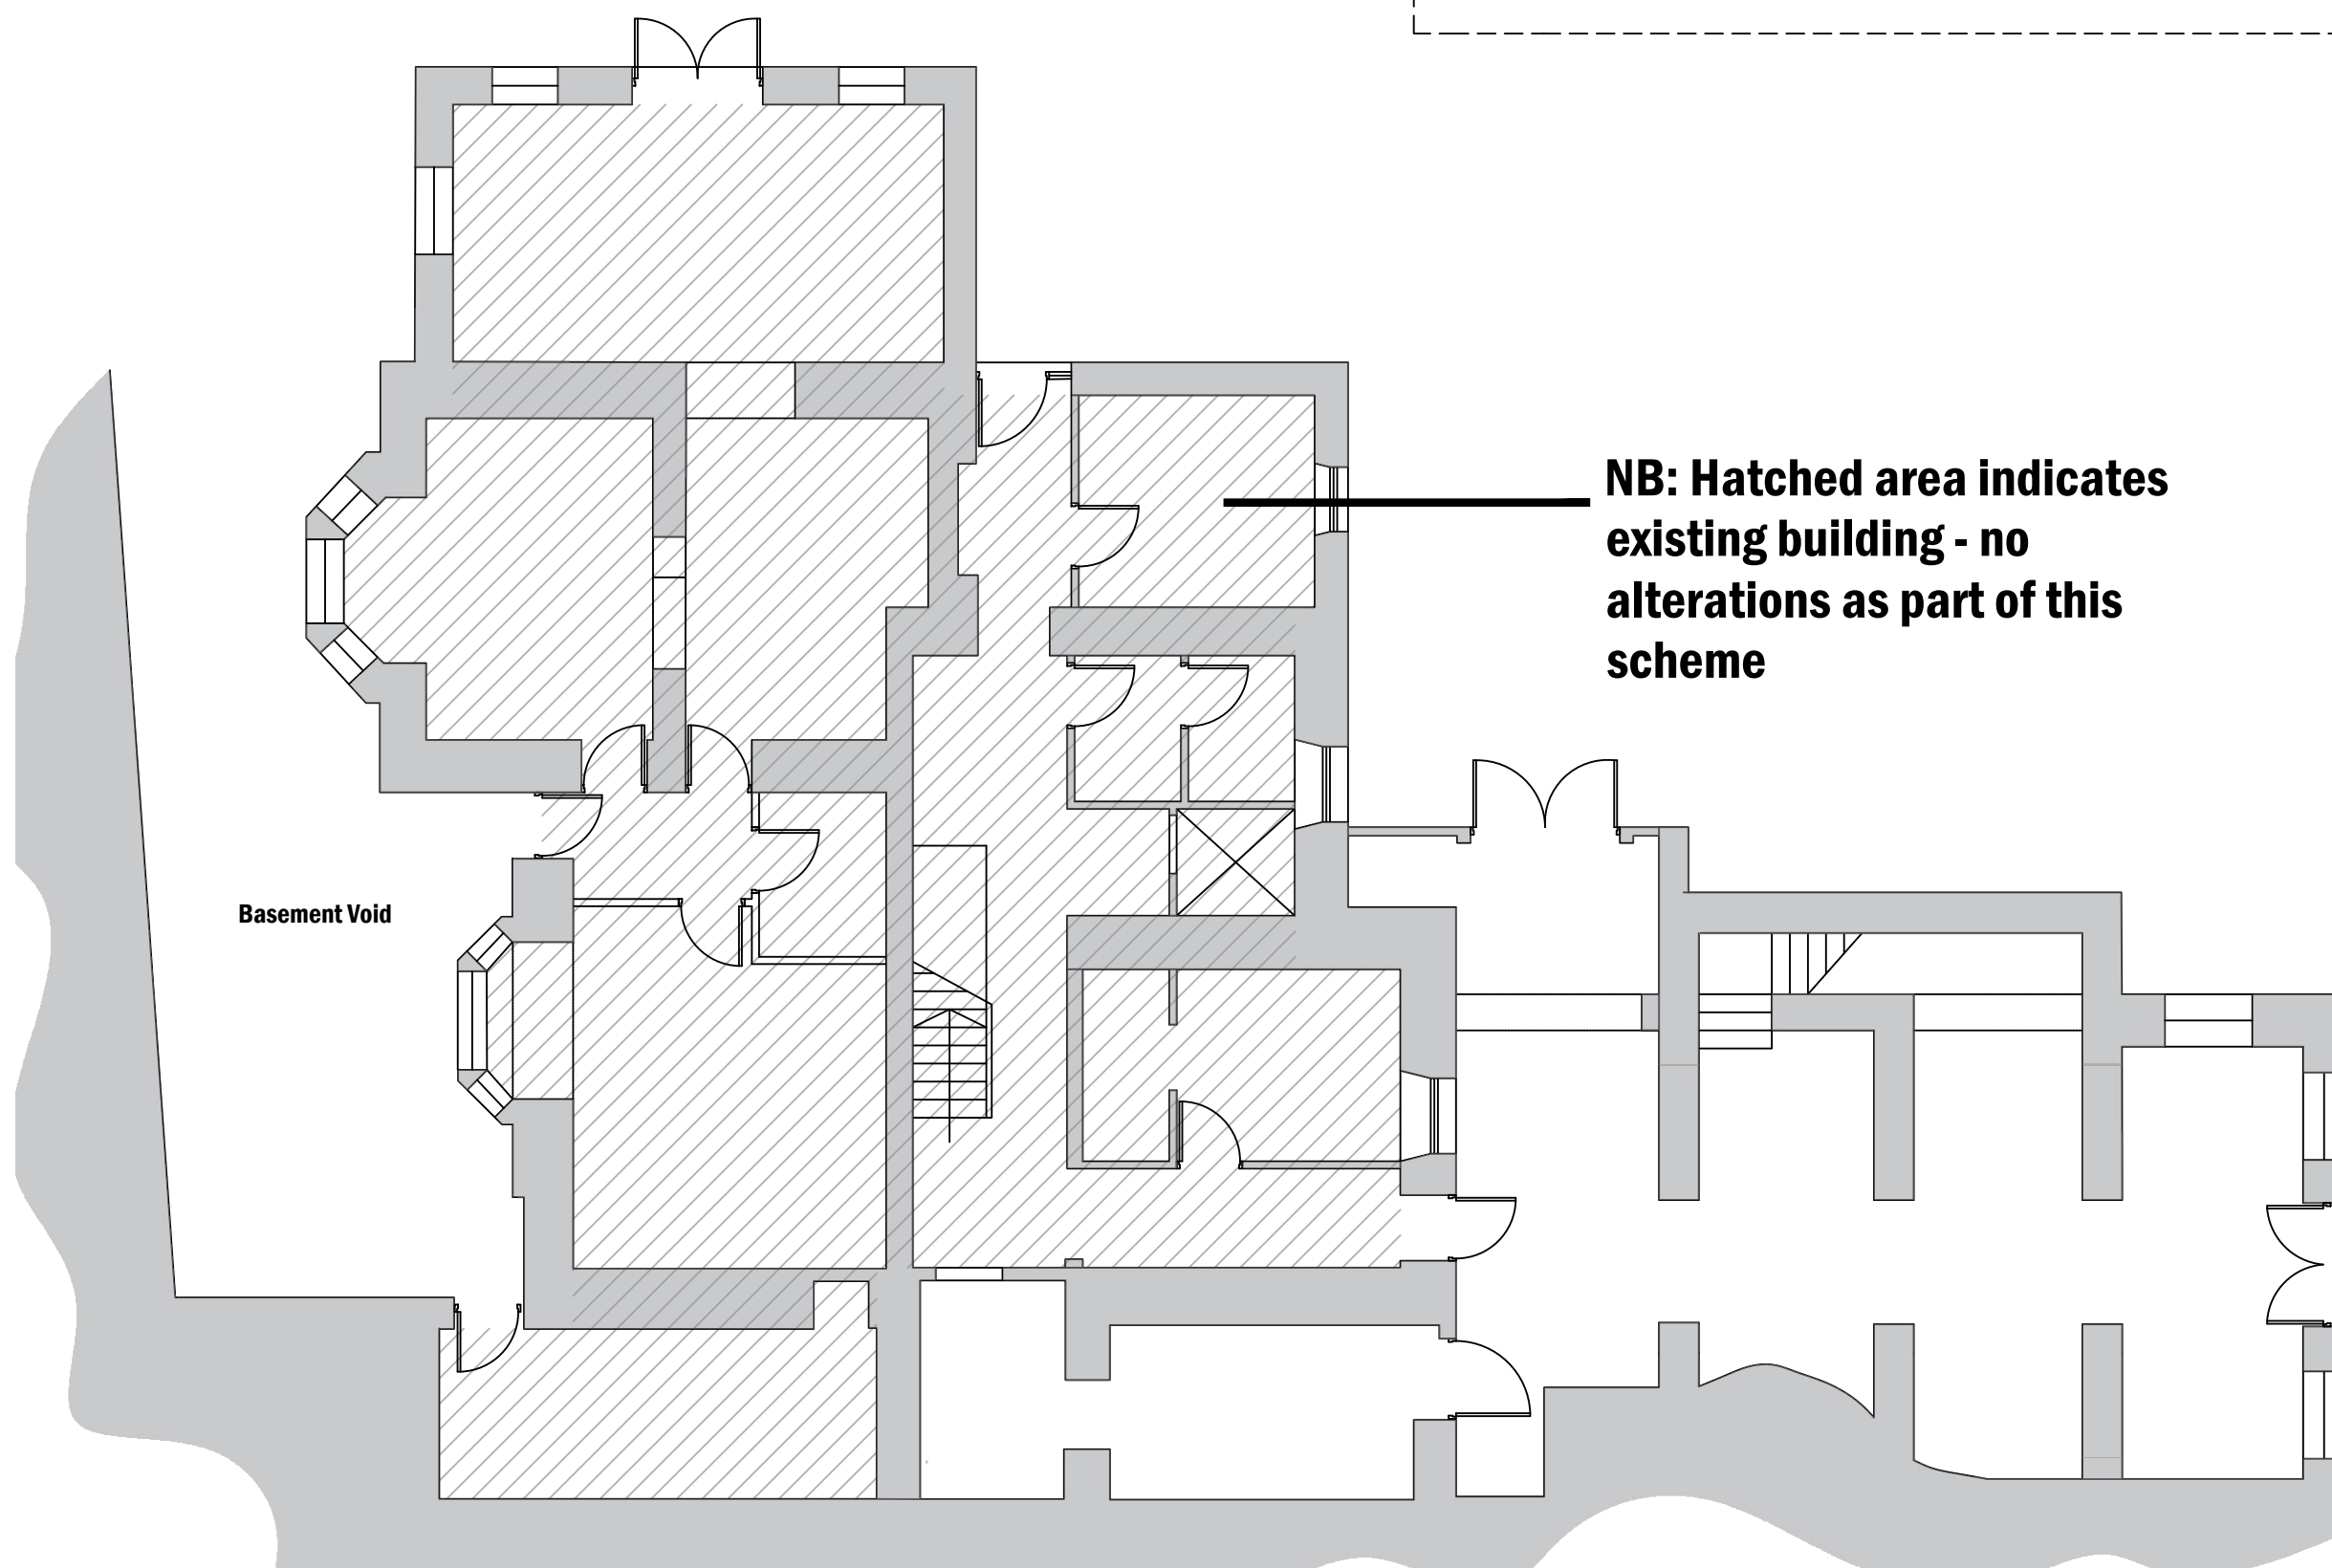 NB: Hatched area indicates
existing building - no
alterations as part of this
scheme
Basement Void